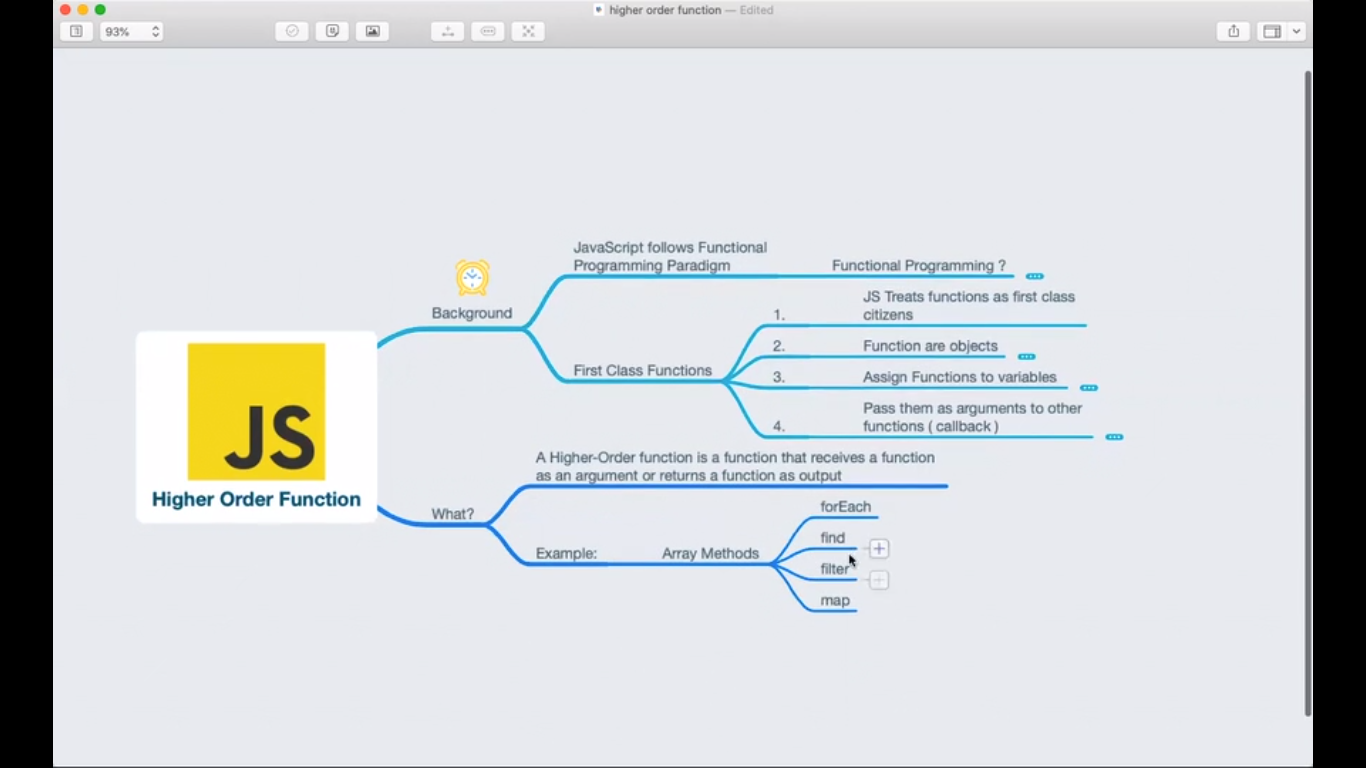 higher order function — Edited
93%
JavaScript follows Functional
Programming Paradigm
Functional Programming ?
Background
First Class Functions
1.
JS Treats functions as first class
citizens
2.
Function are objects
3.
Assign Functions to variables
4.
Pass them as arguments to other
functions ( callback )
JS
Higher Order Function
What?
A Higher-Order function is a function that receives a function
as an argument or returns a function as output
Example:
Array Methods
forEach
find
filter
map